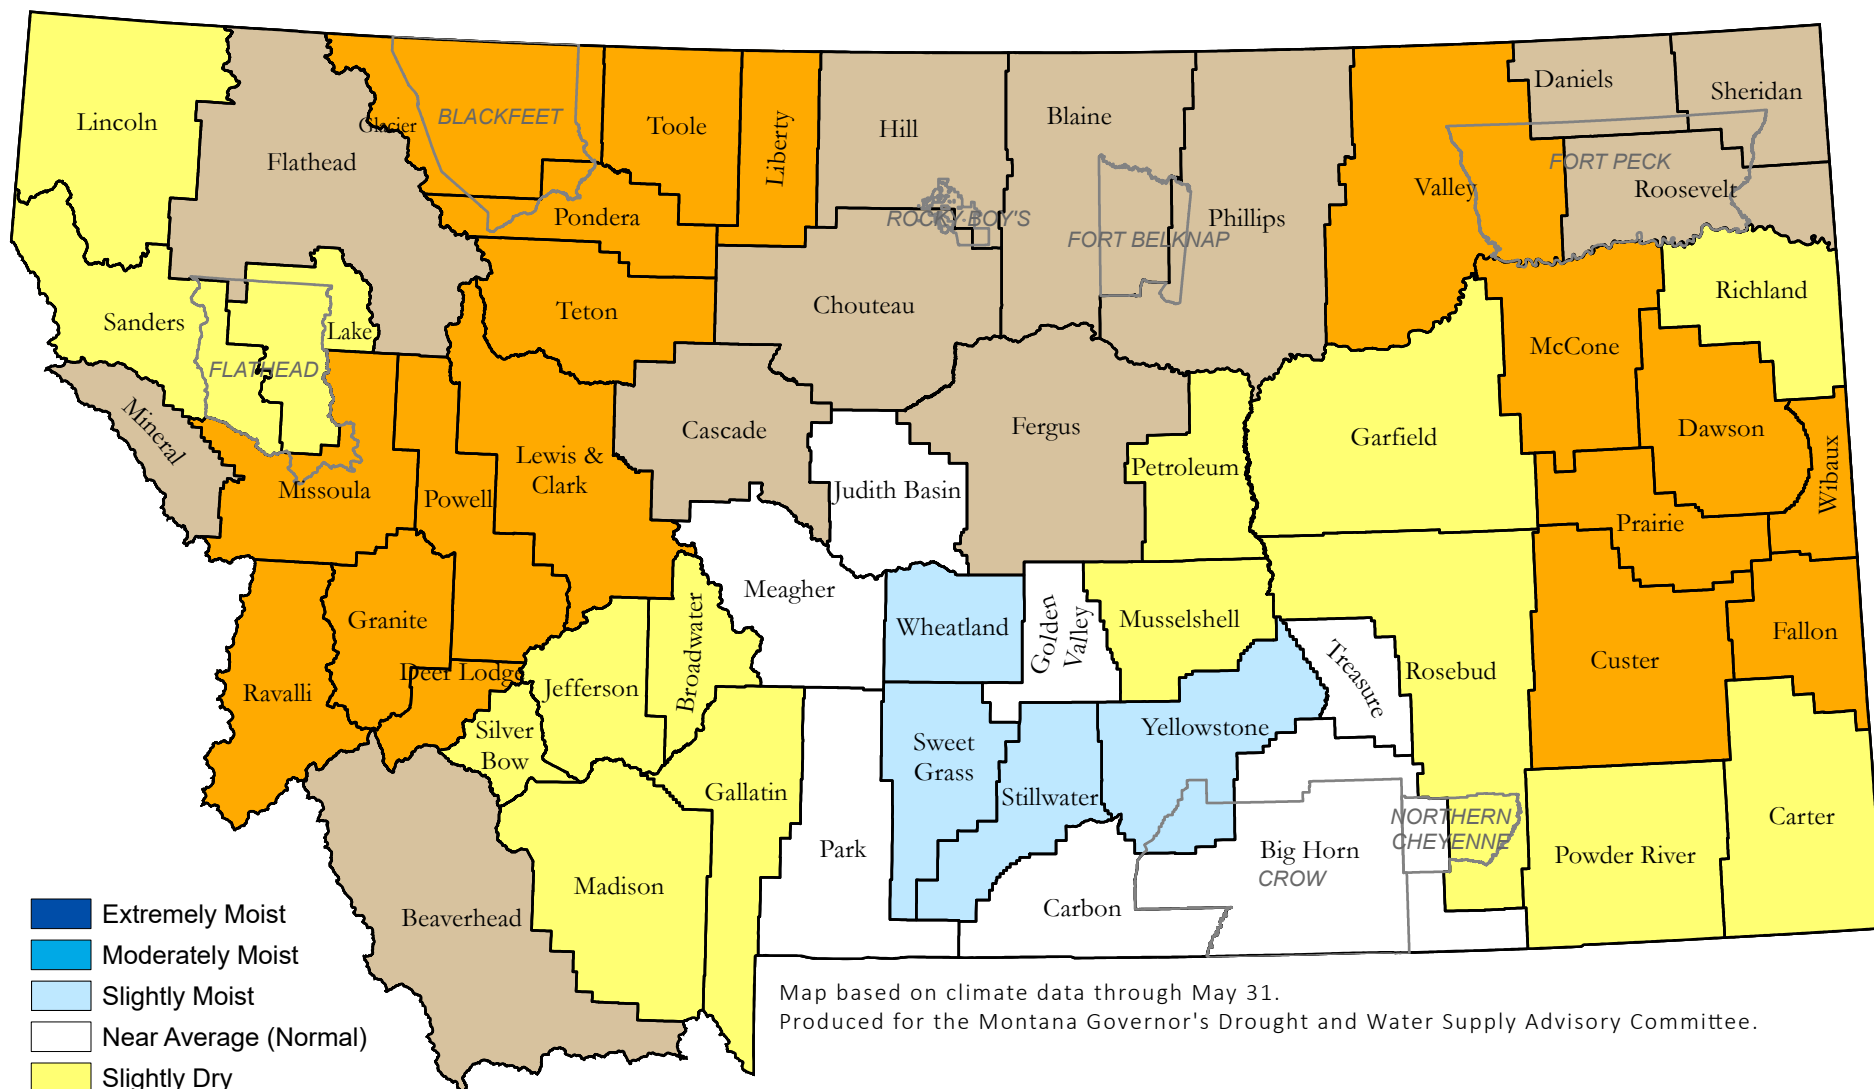 Lincoln
Flathead
Glacier
BLACKFEET
Toole
Liberty
Hill
Blaine
Daniels
Sheridan
Pondera
ROCKY BOY'S
FORT BELKNAP
Phillips
Valley
FORT PECK
Roosevelt
Sanders
Lake
FLATHEAD
Teton
Chouteau
Richland
McCone
Mineral
Missoula
Powell
Lewis &
Clark
Cascade
Judith Basin
Fergus
Petroleum
Garfield
Dawson
Wibaux
Prairie
Meagher
Wheatland
Golden
Valley
Musselshell
Treasure
Rosebud
Custer
Fallon
Ravalli
Granite
Deer Lodge
Silver
Bow
Jefferson
Broadwater
Gallatin
Park
Sweet
Grass
Stillwater
Yellowstone
Big Horn
CROW
NORTHERN
CHEYENNE
Powder River
Carter
Beaverhead
Madison
Carbon
Extremely Moist
Moderately Moist
Slightly Moist
Near Average (Normal)
Slightly Dry
Map based on climate data through May 31.
Produced for the Montana Governor's Drought and Water Supply Advisory Committee.